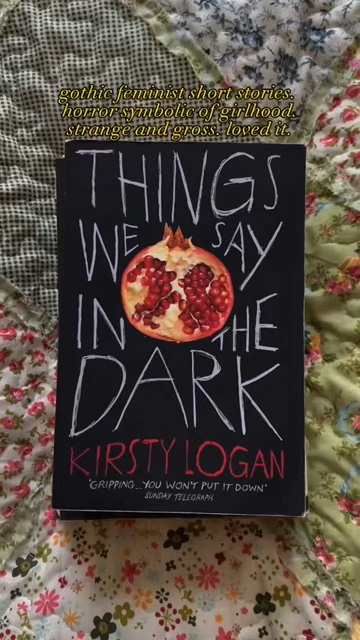 gothic feminist short stories.
horror symbolic of girlhood.
strange and gross. loved it.
THINGS
WE SAY
IN THE
DARK
KIRSTY LOGAN
'GRIPPING...YOU WON'T PUT IT DOWN'
SUNDAY TELEGRAPH